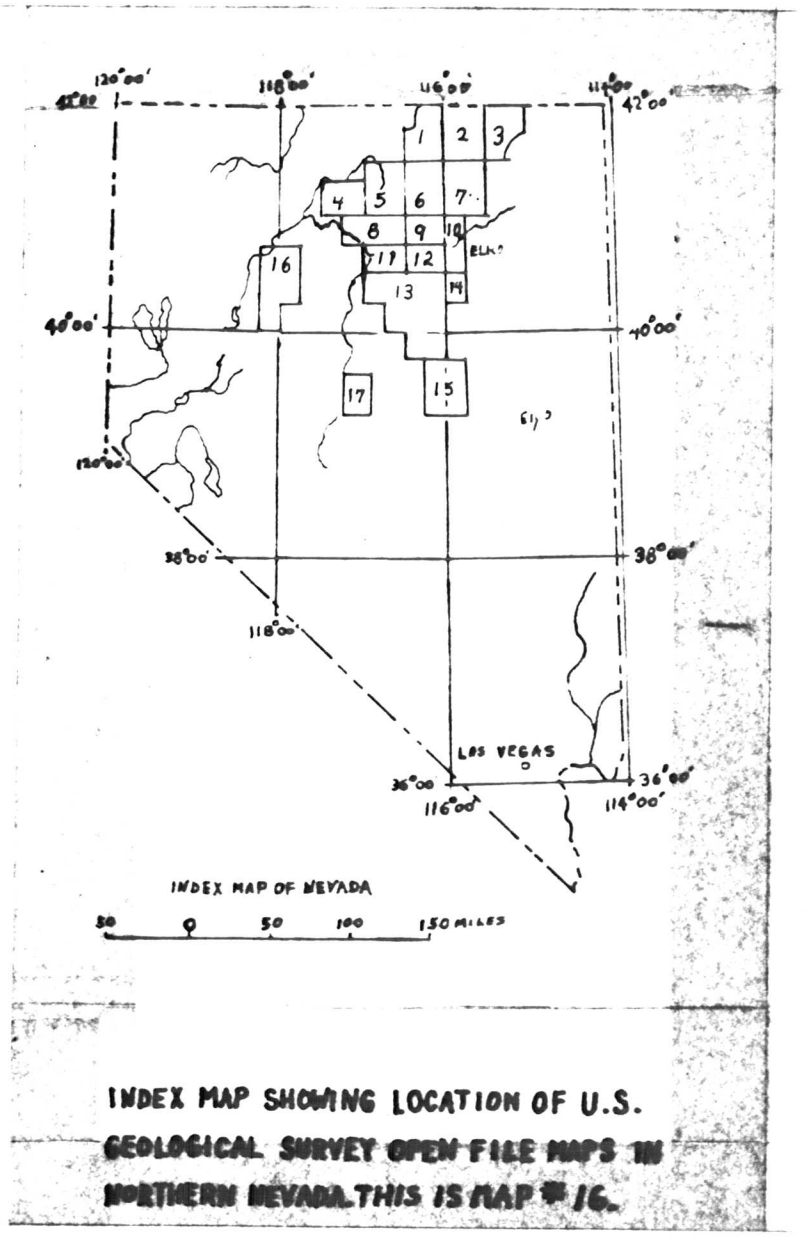 120°00' 118°00' 116°00' 114°00'
42°00' 42°00'
1 2 3
4 5 6 7
8 9 10
ELKO
16 11 12
13 14
40°00' 40°00'
17 15
Ely
120°00'
38°00' 38°00'
118°00'
LAS VEGAS
36°00' 36°00'
116°00' 114°00'
INDEX MAP OF NEVADA
50 0 50 100 150 MILES
INDEX MAP SHOWING LOCATION OF U.S.
GEOLOGICAL SURVEY OPEN FILE MAPS IN
NORTHERN NEVADA. THIS IS MAP # 16.